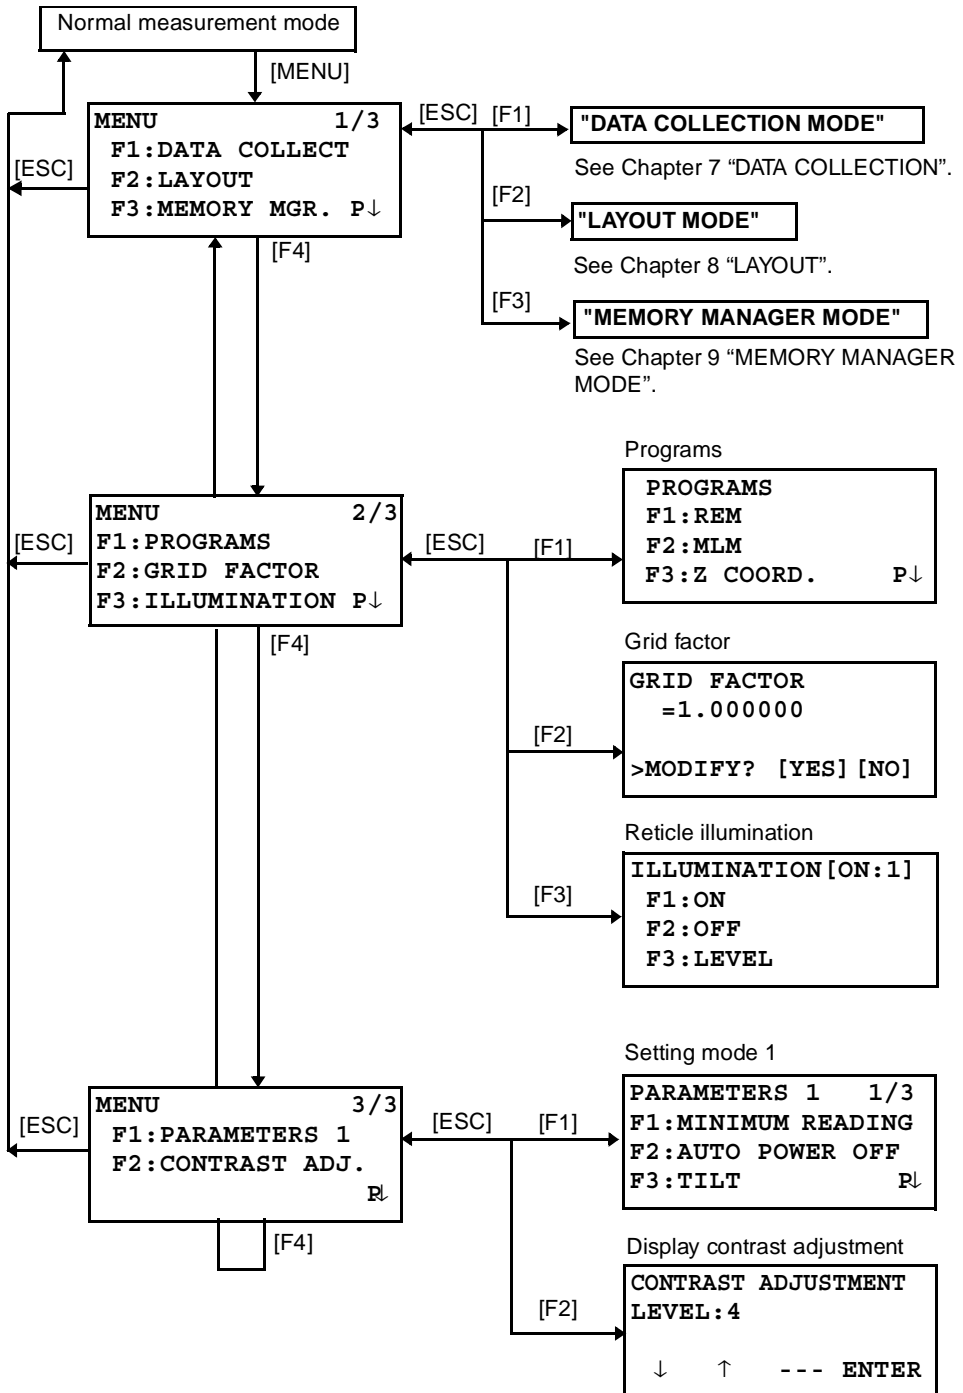 Normal measurement mode
[MENU]
MENU 1/3
F1:DATA COLLECT
F2:LAYOUT
F3:MEMORY MGR. P↓
[ESC]
[ESC]
[F1]
"DATA COLLECTION MODE"
See Chapter 7 “DATA COLLECTION”.
[F2]
"LAYOUT MODE"
See Chapter 8 “LAYOUT”.
[F3]
"MEMORY MANAGER MODE"
See Chapter 9 “MEMORY MANAGER
MODE”.
[F4]
MENU 2/3
F1:PROGRAMS
F2:GRID FACTOR
F3:ILLUMINATION P↓
[ESC]
[ESC]
[F1]
Programs
PROGRAMS
F1:REM
F2:MLM
F3:Z COORD. P↓
[F2]
Grid factor
GRID FACTOR
=1.000000
>MODIFY? [YES][NO]
[F3]
Reticle illumination
ILLUMINATION[ON:1]
F1:ON
F2:OFF
F3:LEVEL
[F4]
MENU 3/3
F1:PARAMETERS 1
F2:CONTRAST ADJ.
P↓
[ESC]
[ESC]
[F1]
Setting mode 1
PARAMETERS 1 1/3
F1:MINIMUM READING
F2:AUTO POWER OFF
F3:TILT P↓
[F4]
[F2]
Display contrast adjustment
CONTRAST ADJUSTMENT
LEVEL:4
↓ ↑ --- ENTER